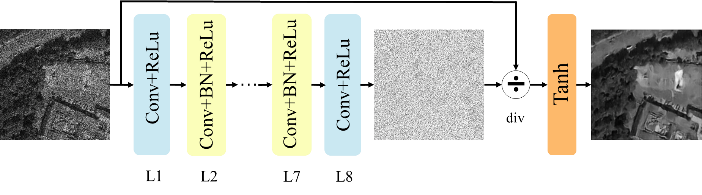 Conv+ReLu
Conv+BN+ReLu
Conv+BN+ReLu
Conv+ReLu
÷
Tanh
div
L1
L2
L7
L8